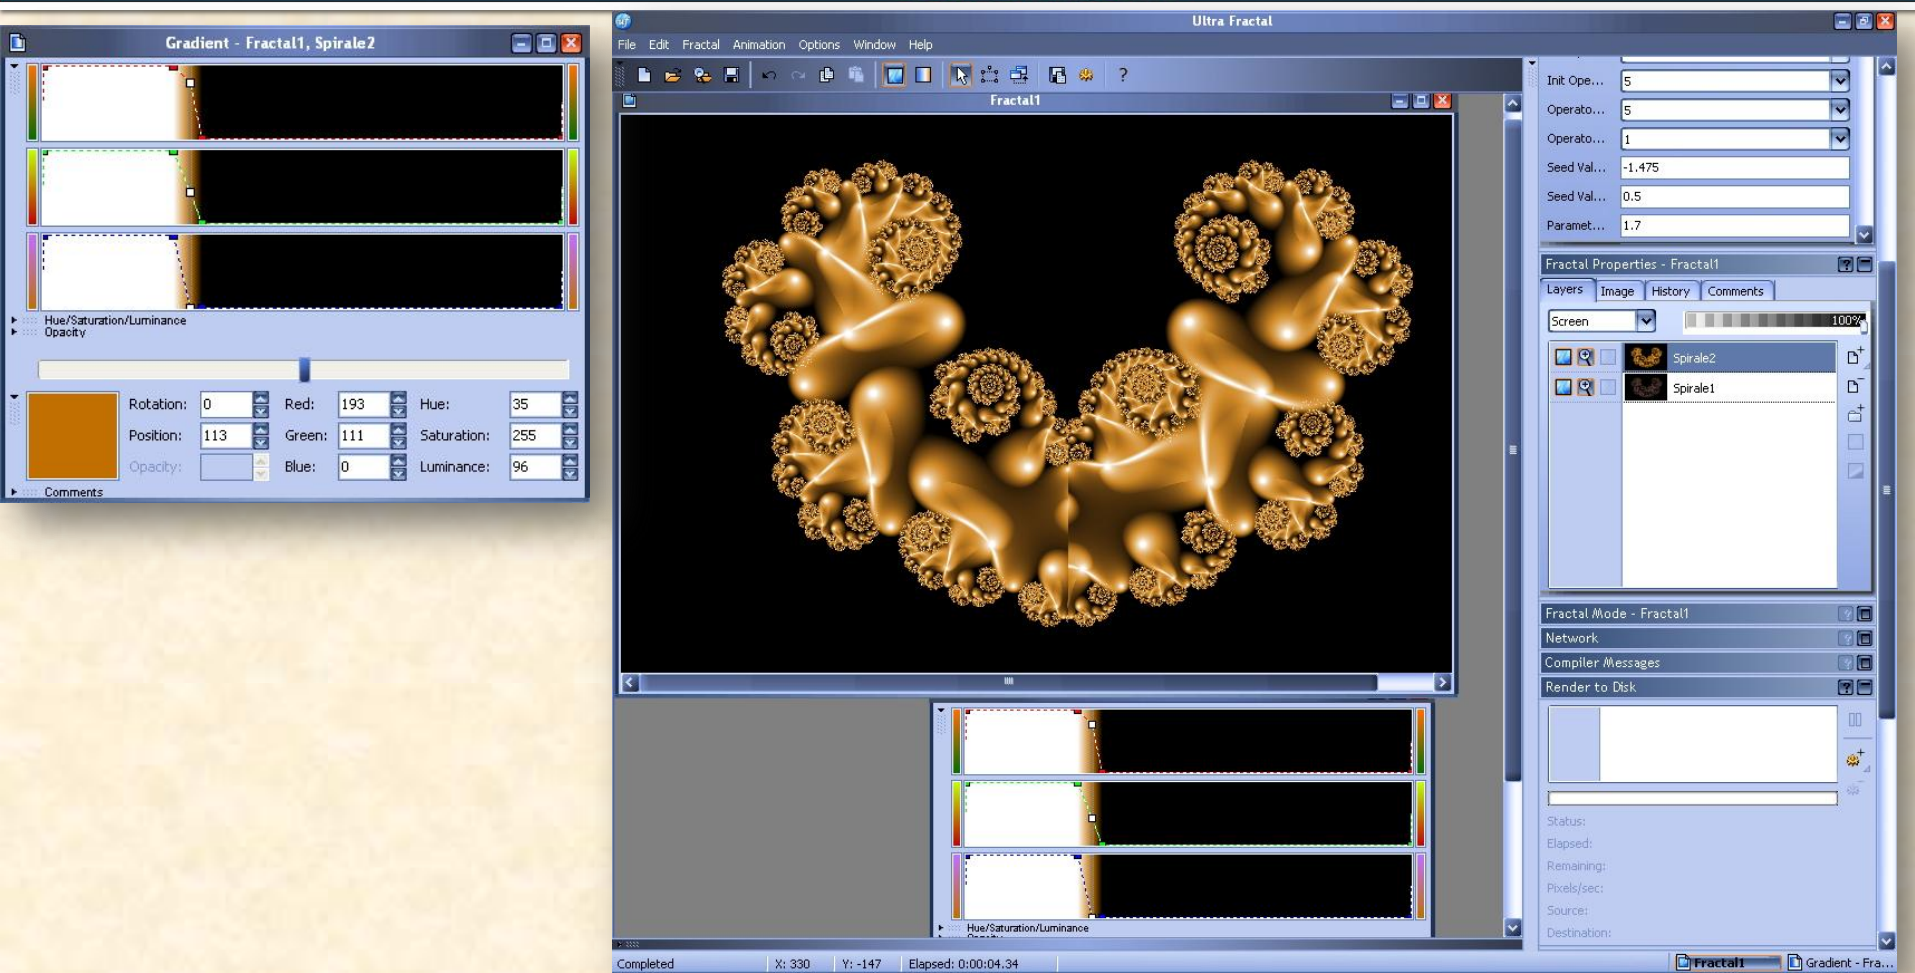 Gradient - Fractal1, Spirale2
Hue/Saturation/Luminance
Opacity
Rotation: 0 Red: 193 Hue: 35
Position: 113 Green: 111 Saturation: 255
Opacity: Blue: 0 Luminance: 96
Comments
Ultra Fractal
File Edit Fractal Animation Options Window Help
Fractal1
Init Ope... 5
Operato... 5
Operato... 1
Seed Val... -1.475
Seed Val... 0.5
Paramet... 1.7
Fractal Properties - Fractal1
Layers Image History Comments
Screen 100%
Spirale2
Spirale1
Fractal Mode - Fractal1
Network
Compiler Messages
Render to Disk
Status:
Elapsed:
Remaining:
Pixels/sec:
Source:
Destination:
Hue/Saturation/Luminance
Completed X: 330 Y: -147 Elapsed: 0:00:04.34
Fractal1 Gradient - Fra...